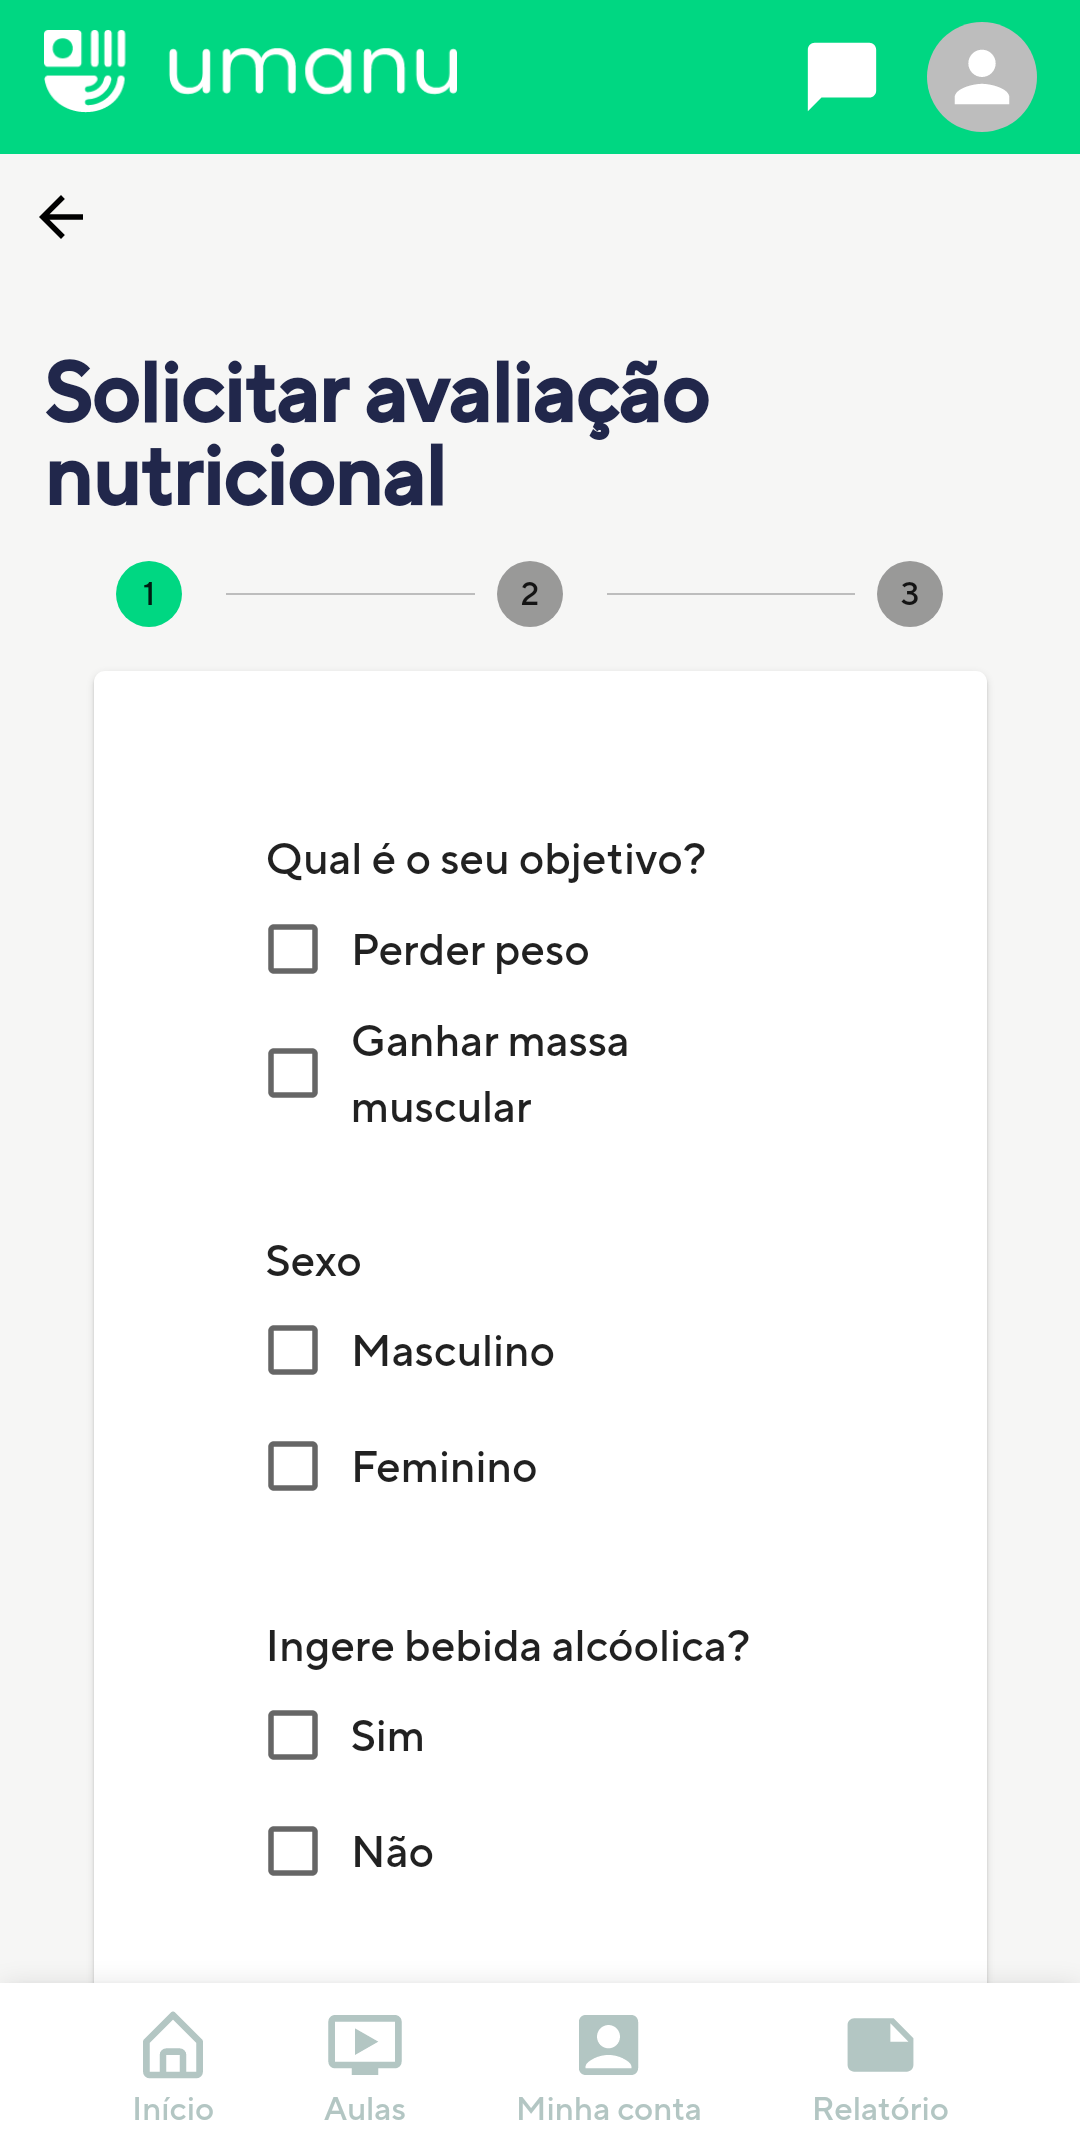 umanu
Solicitar avaliação
nutricional
1 2 3
Qual é o seu objetivo?
Perder peso
Ganhar massa
muscular
Sexo
Masculino
Feminino
Ingere bebida alcóolica?
Sim
Não
Início Aulas Minha conta Relatório